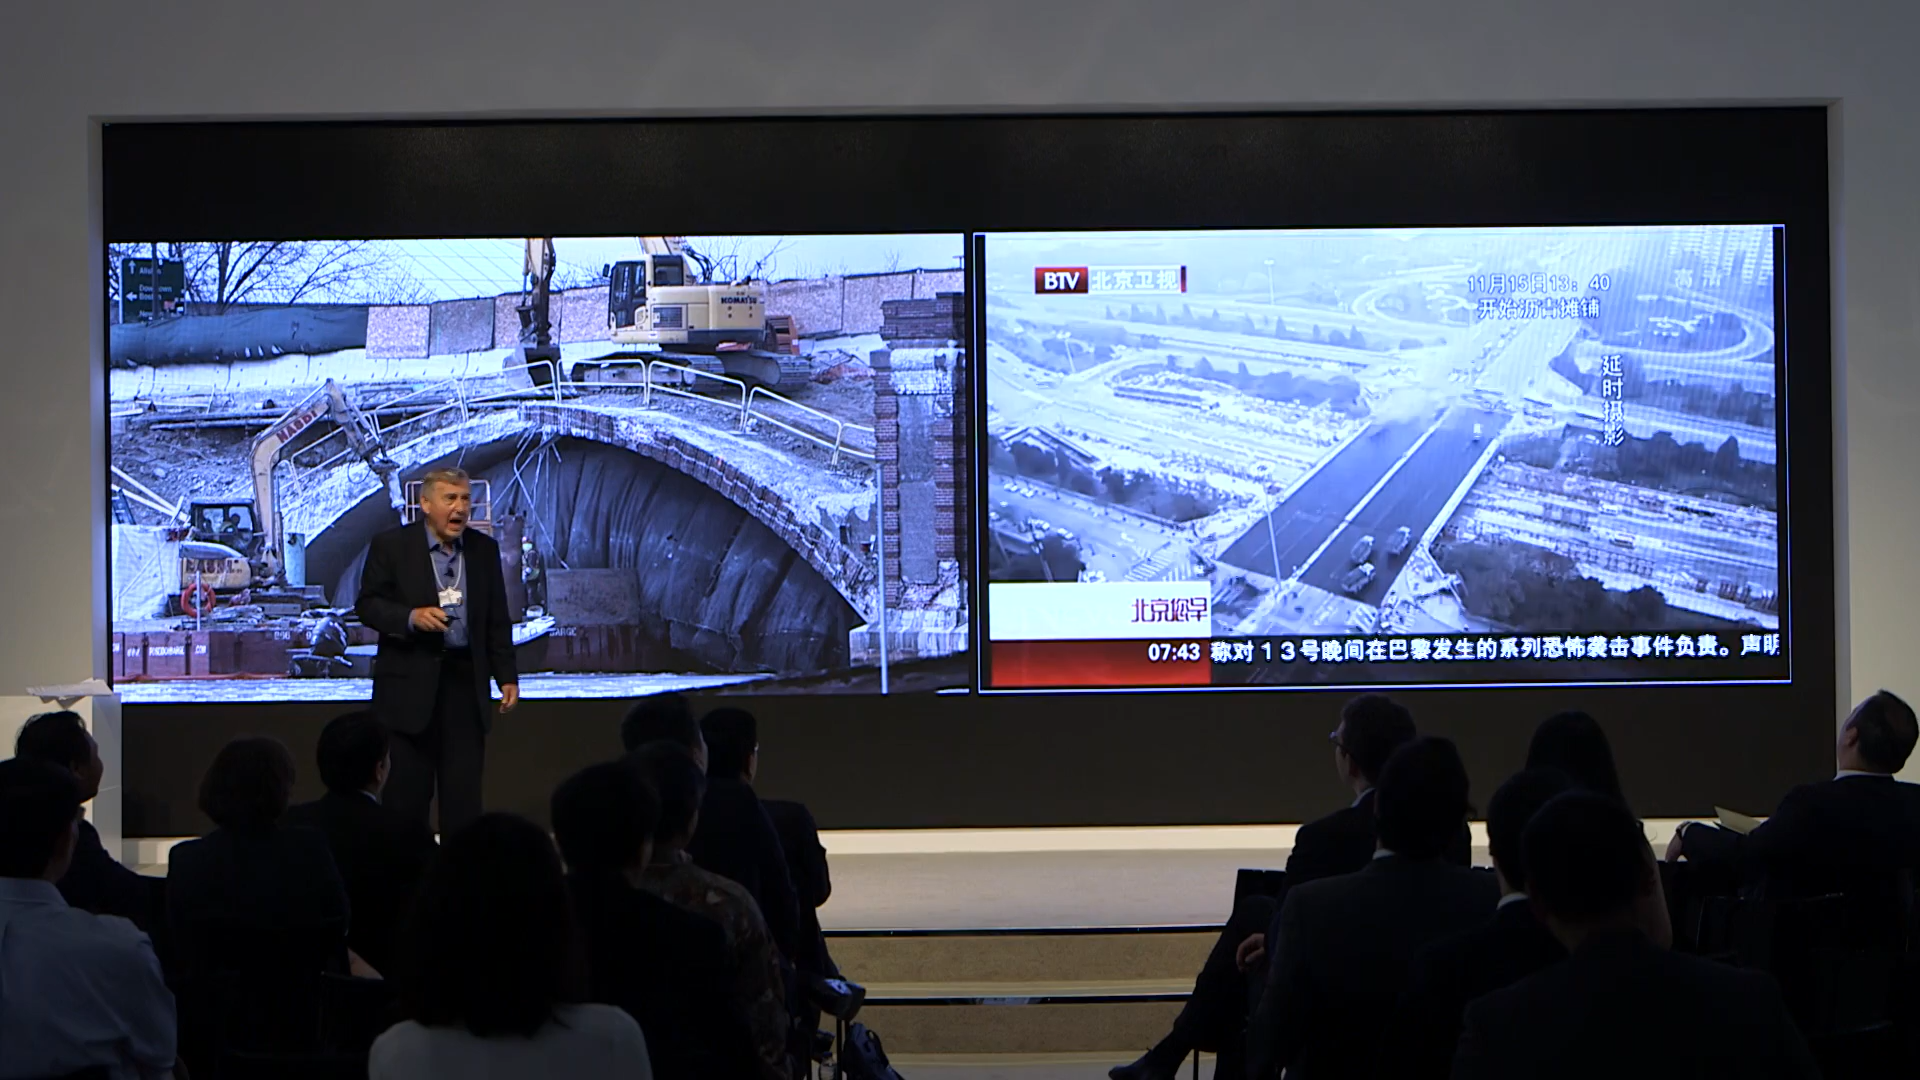 KOMATSU
BTV 北京卫视
11月15日13：40
开始沥青摊铺
高清
延时摄影
北京您早
07:43 称对13号晚间在巴黎发生的系列恐怖袭击事件负责。声明